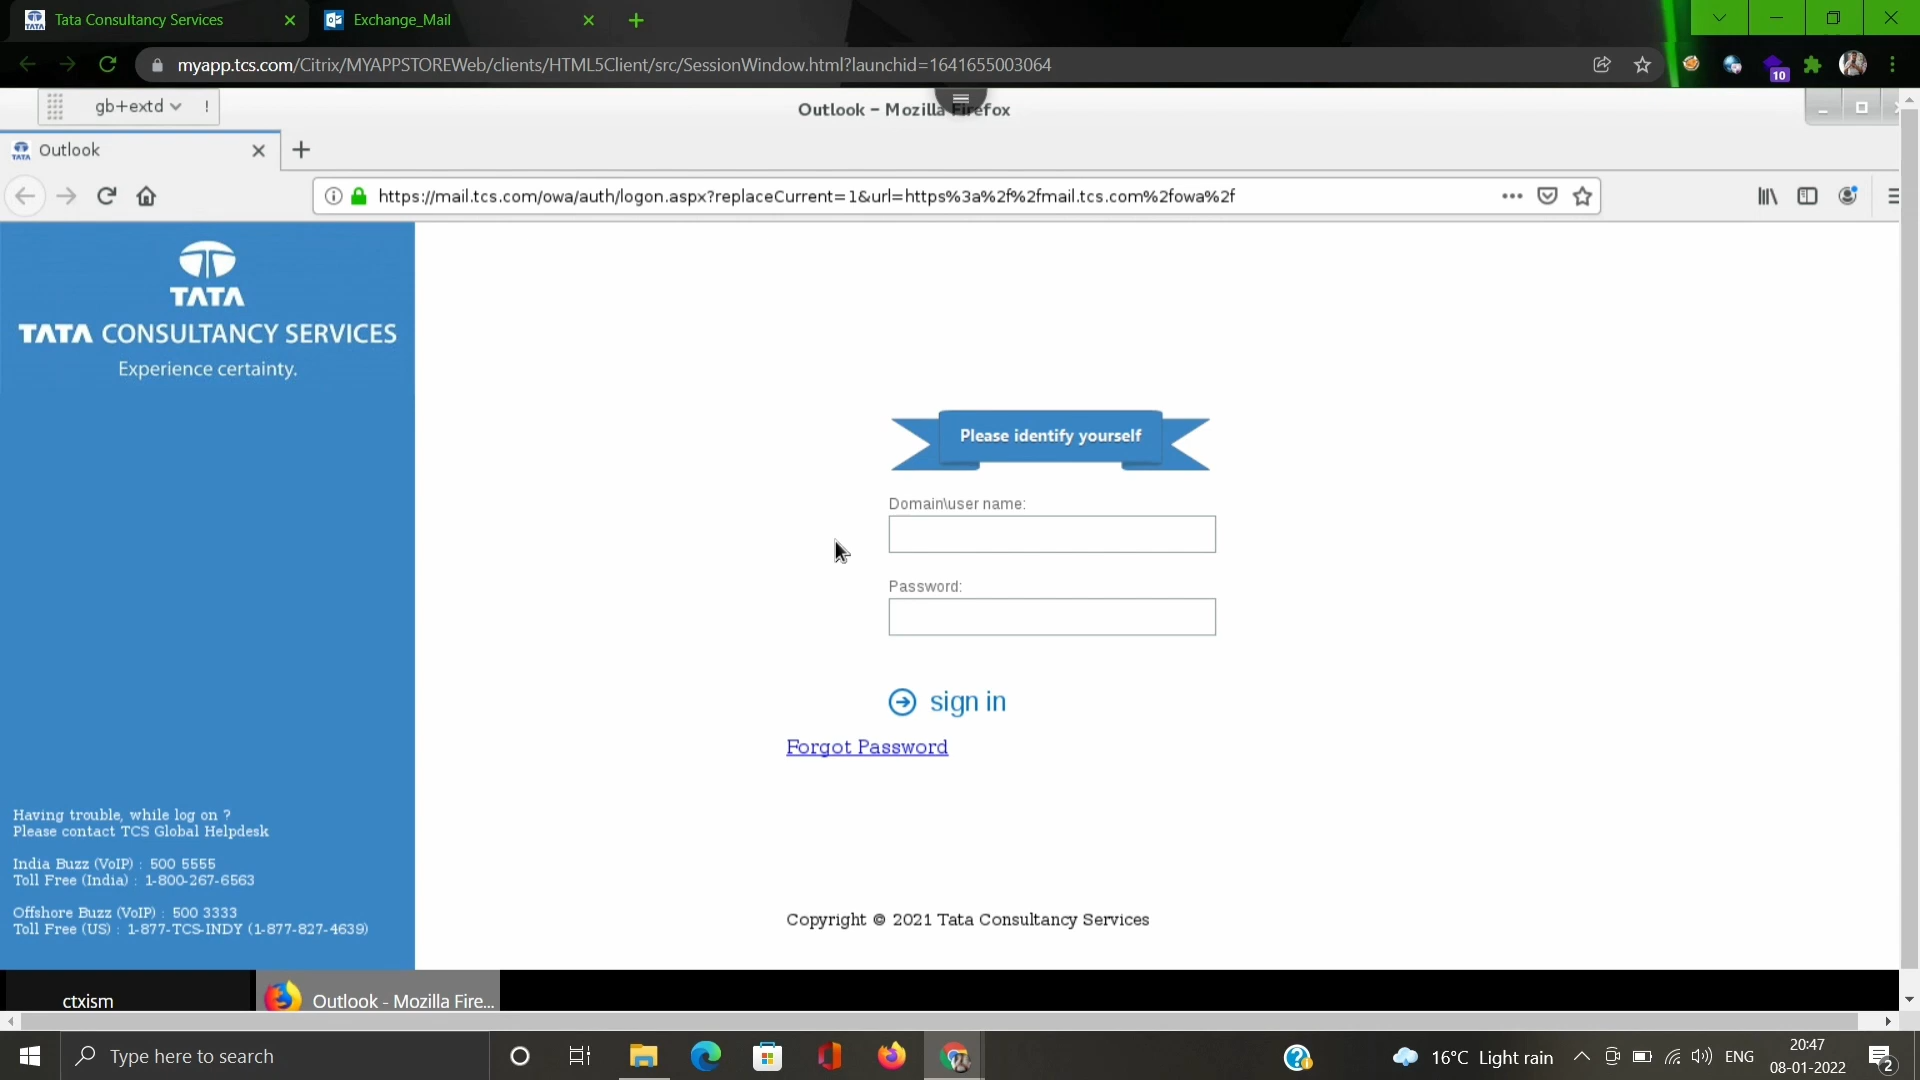 Tata Consultancy Services
Exchange_Mail
myapp.tcs.com/Citrix/MYAPPSTOREWeb/clients/HTML5Client/src/SessionWindow.html?launchid=1641655003064
10
gb+extd
!
Outlook - Mozilla Firefox
TATA
Outlook
https://mail.tcs.com/owa/auth/logon.aspx?replaceCurrent=1&url=https%3a%2f%2fmail.tcs.com%2fowa%2f
TATA
TATA CONSULTANCY SERVICES
Experience certainty.
Please identify yourself
Domain\user name:
Password:
sign in
Forgot Password
Having trouble, while log on ?
Please contact TCS Global Helpdesk
India Buzz (VoIP) : 500 5555
Toll Free (India) : 1-800-267-6563
Offshore Buzz (VoIP) : 500 3333
Toll Free (US) : 1-877-TCS-INDY (1-877-827-4639)
Copyright © 2021 Tata Consultancy Services
ctxism
Outlook - Mozilla Fire...
Type here to search
16°C Light rain
ENG
20:47
08-01-2022
2